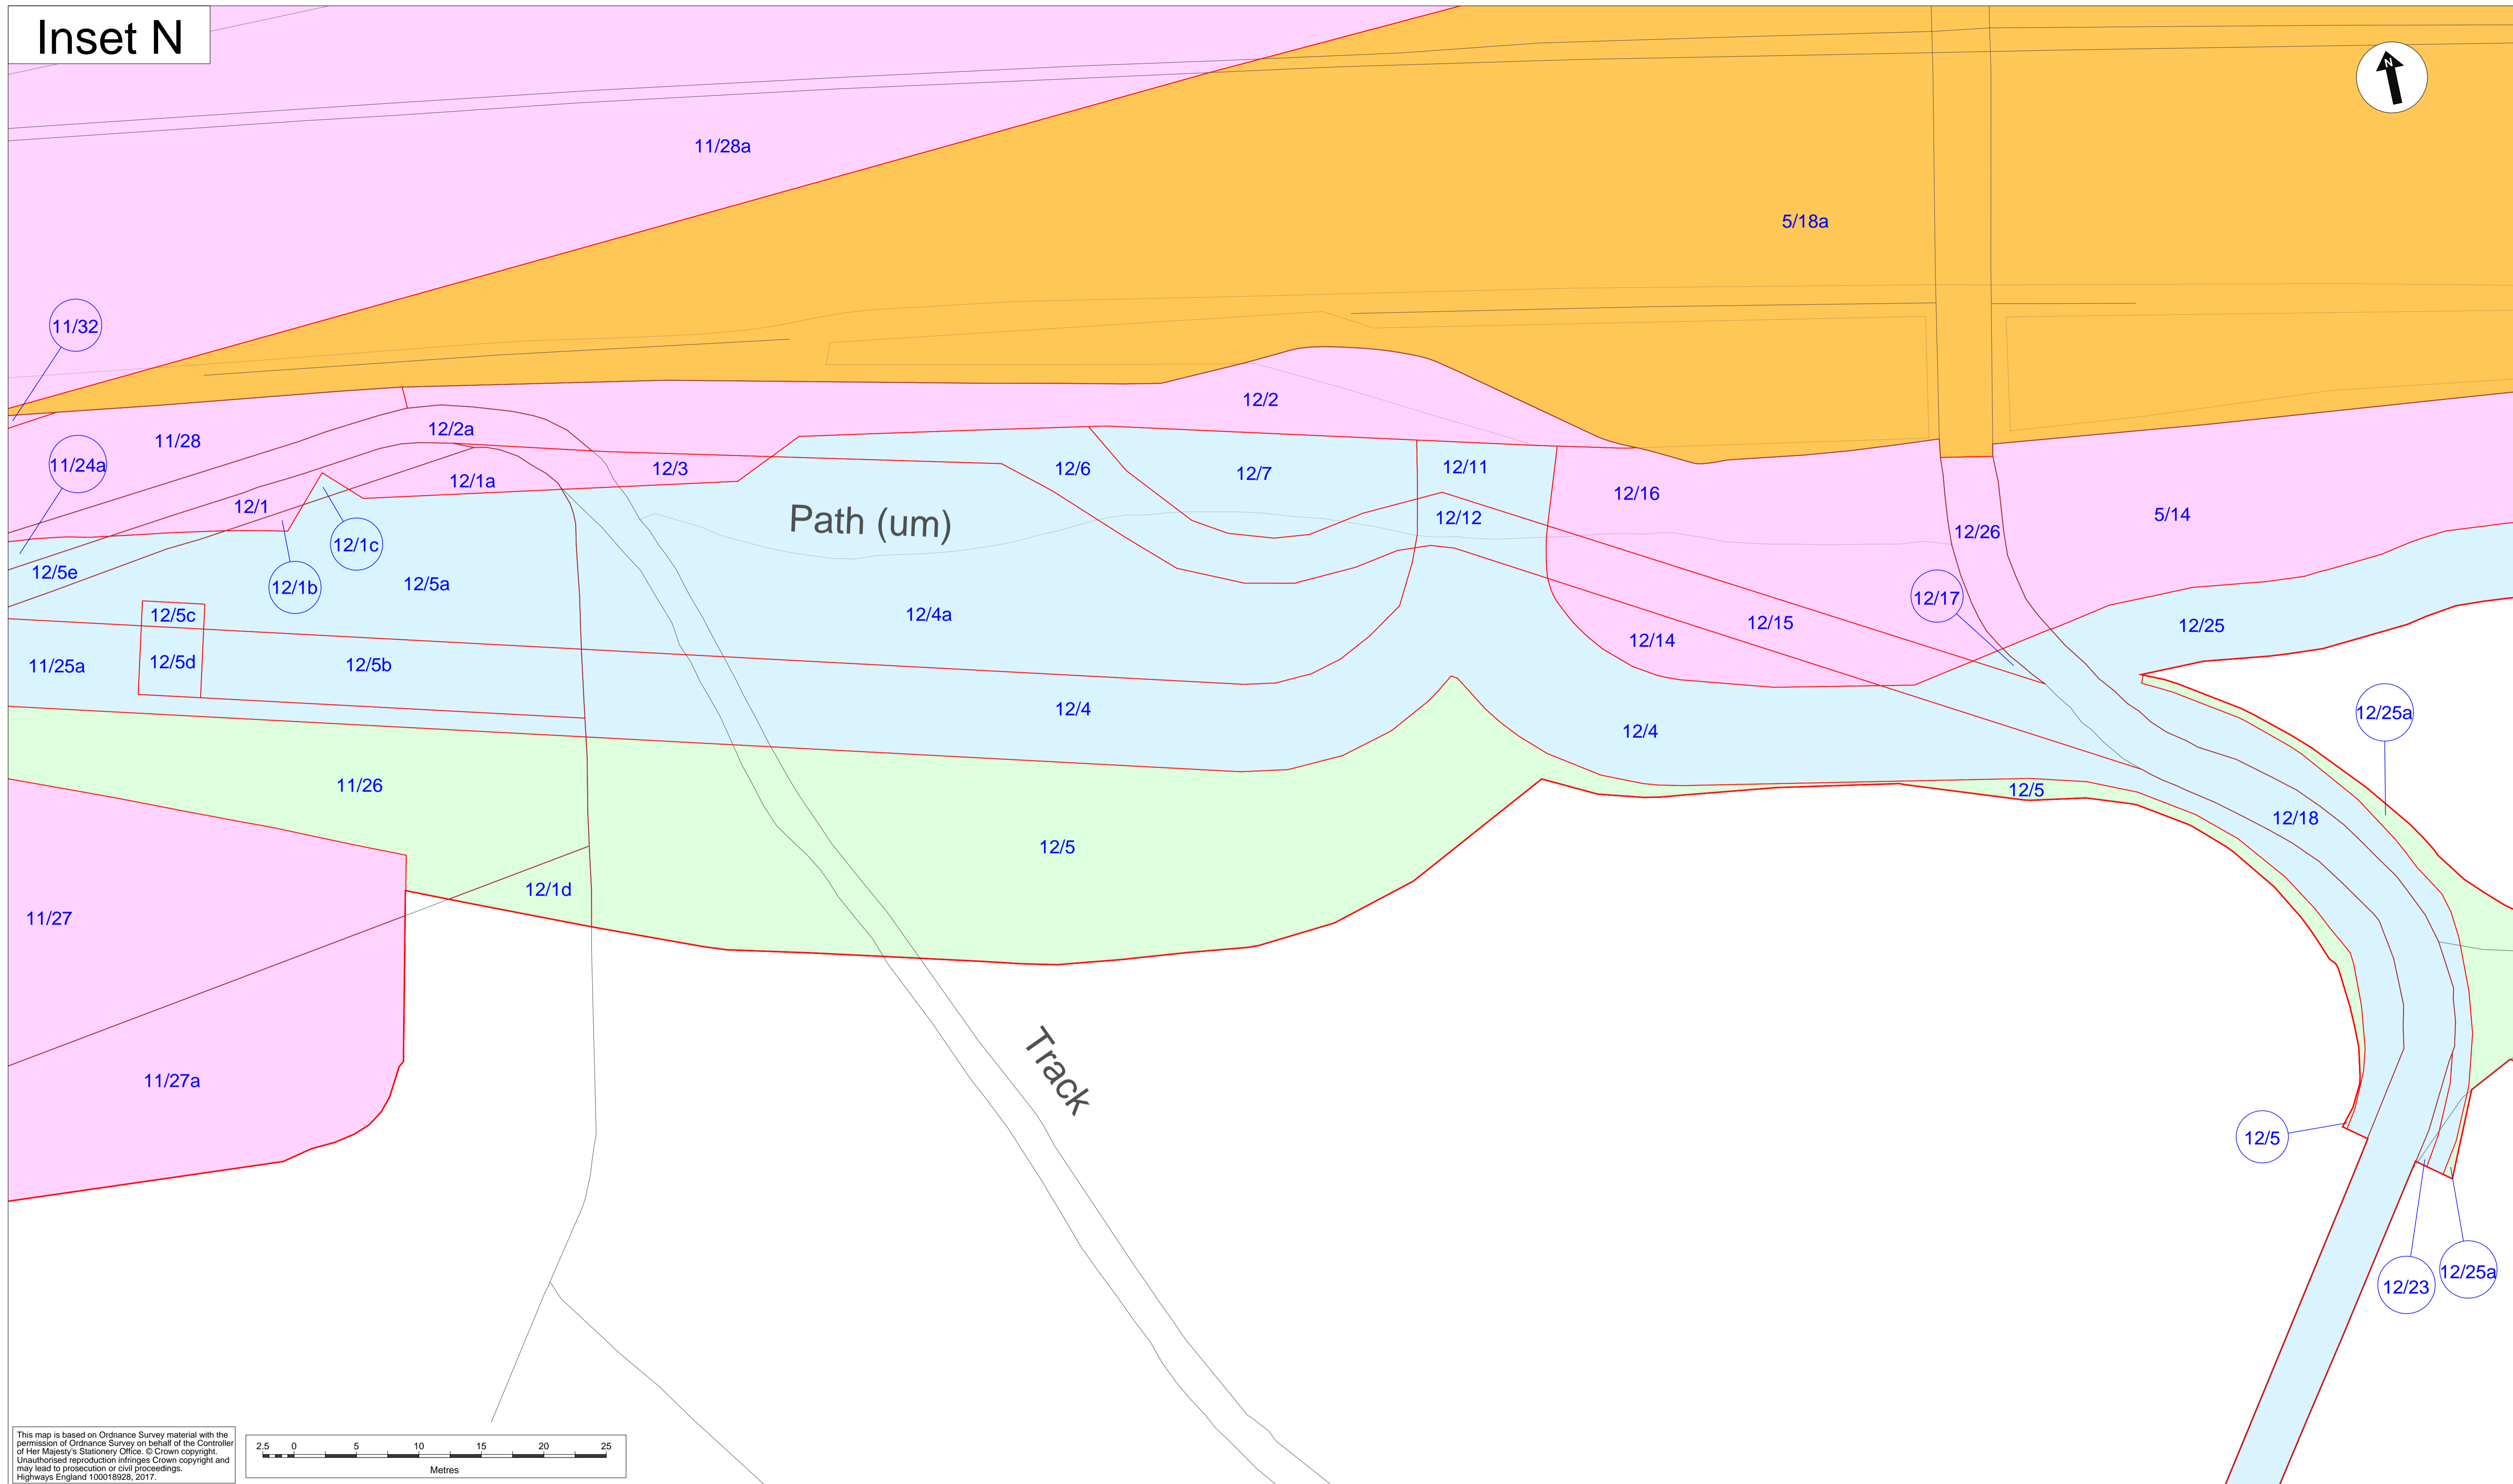 Inset N
N
11/28a
5/18a
11/32
12/2
12/2a
11/28
11/24a
12/3
12/6
12/7
12/11
12/1a
12/16
12/1
5/14
Path (um)
12/12
12/26
12/1c
12/5e
12/1b
12/5a
12/17
12/5c
12/4a
12/15
12/25
12/14
11/25a
12/5d
12/5b
12/4
12/25a
12/4
11/26
12/5
12/18
12/5
12/1d
11/27
Track
11/27a
12/5
12/23
12/25a
This map is based on Ordnance Survey material with the
permission of Ordnance Survey on behalf of the Controller
of Her Majesty's Stationery Office. © Crown copyright.
Unauthorised reproduction infringes Crown copyright and
may lead to prosecution or civil proceedings.
Highways England 100018928, 2017.
2.5 0 5 10 15 20 25
Metres